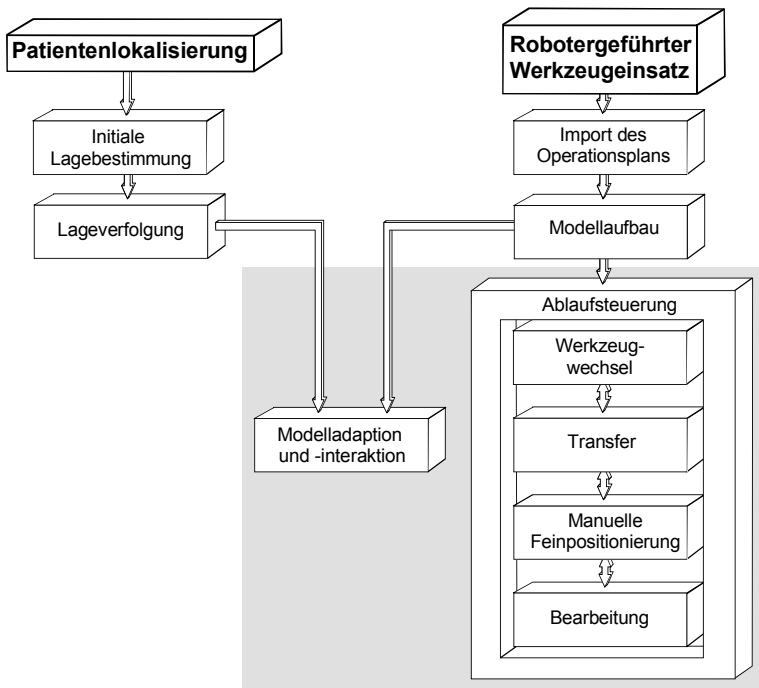 Patientenlokalisierung
Initiale
Lagebestimmung
Lageverfolgung
Robotergeführter
Werkzeugeinsatz
Import des
Operationsplans
Modellaufbau
Modelladaption
und -interaktion
Ablaufsteuerung
Werkzeug-
wechsel
Transfer
Manuelle
Feinpositionierung
Bearbeitung